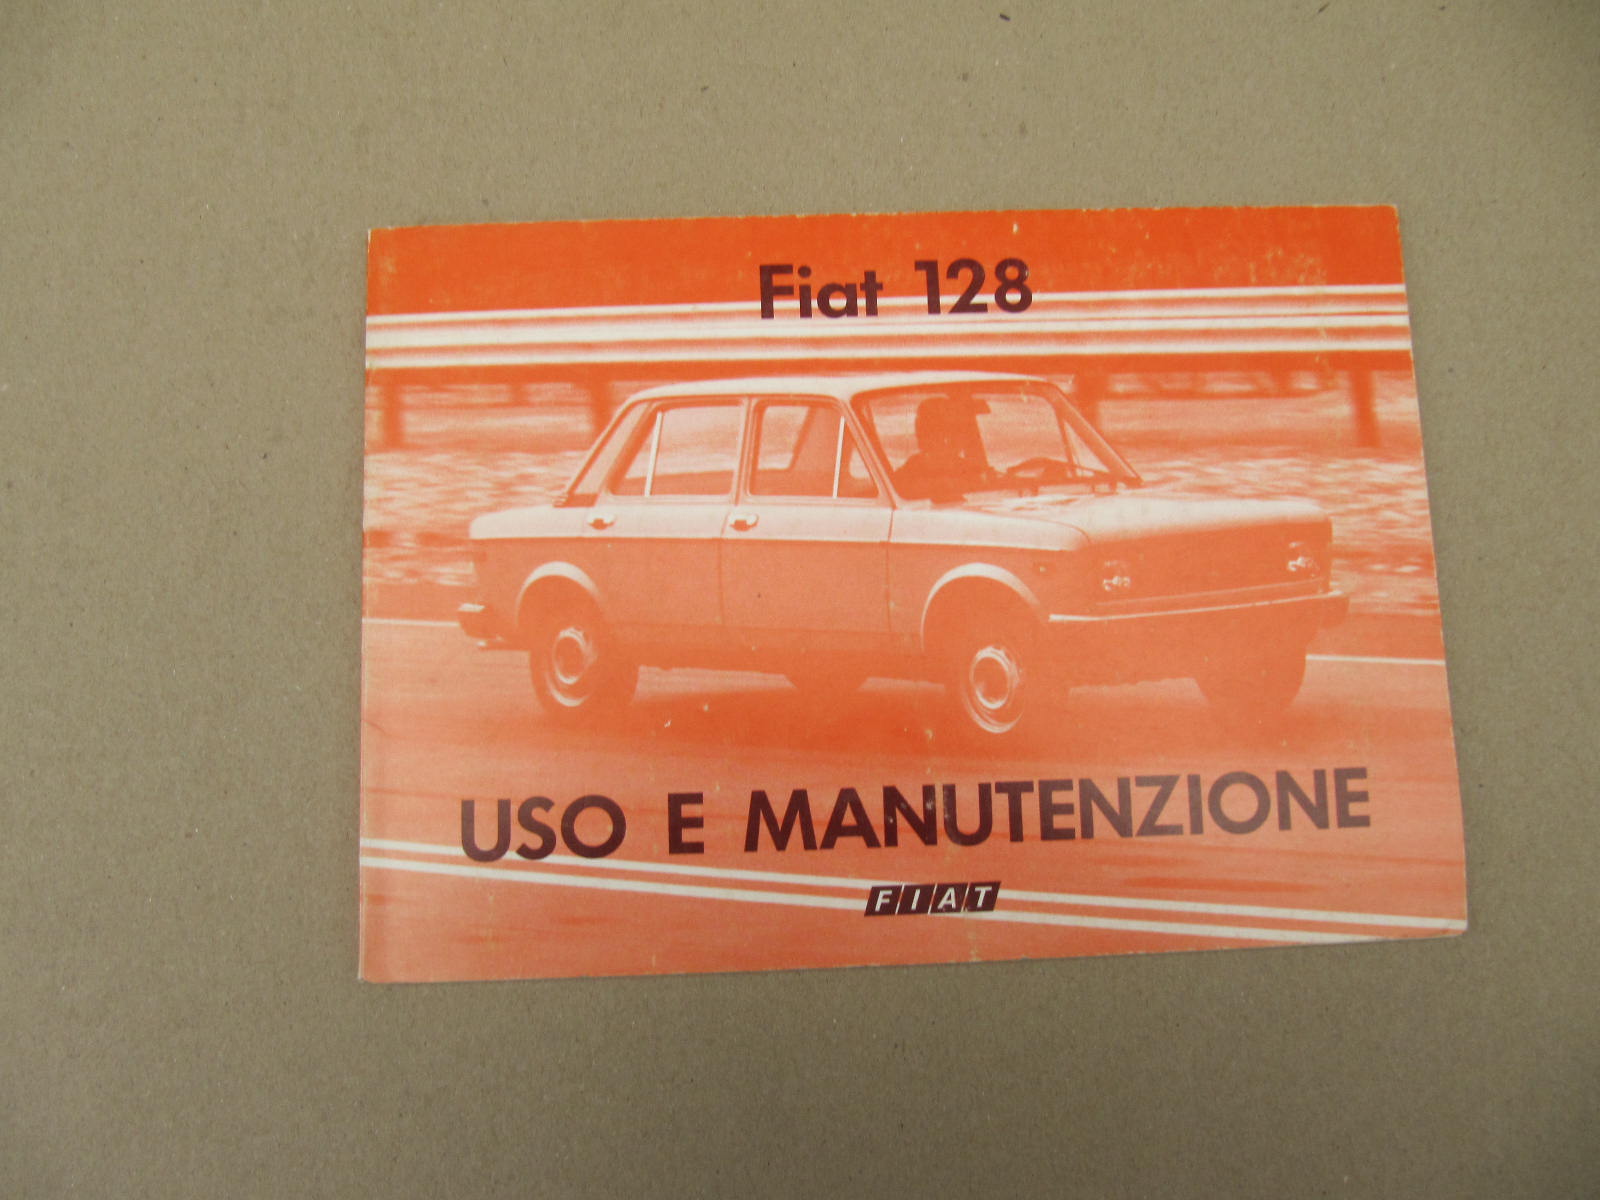 Fiat 128
USO E MANUTENZIONE
FIAT